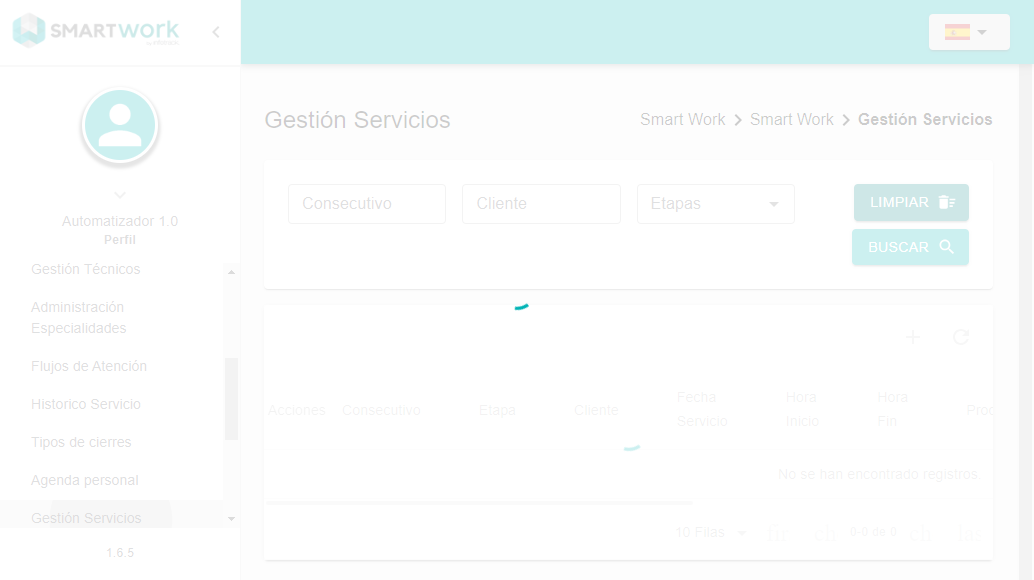 SMARTwork
Gestión Servicios
Smart Work
Smart Work
Gestión Servicios
Automatizador 1.0
Perfil
Gestión Técnicos
Administración
Especialidades
Flujos de Atención
Historico Servicio
Tipos de cierres
Agenda personal
Gestión Servicios
1.6.5
Consecutivo
Cliente
Etapas
LIMPIAR
BUSCAR
Acciones
Consecutivo
Etapa
Cliente
Fecha
Servicio
Hora
Inicio
Hora
Fin
No se han encontrado registros.
10 Filas
0-0 de 0